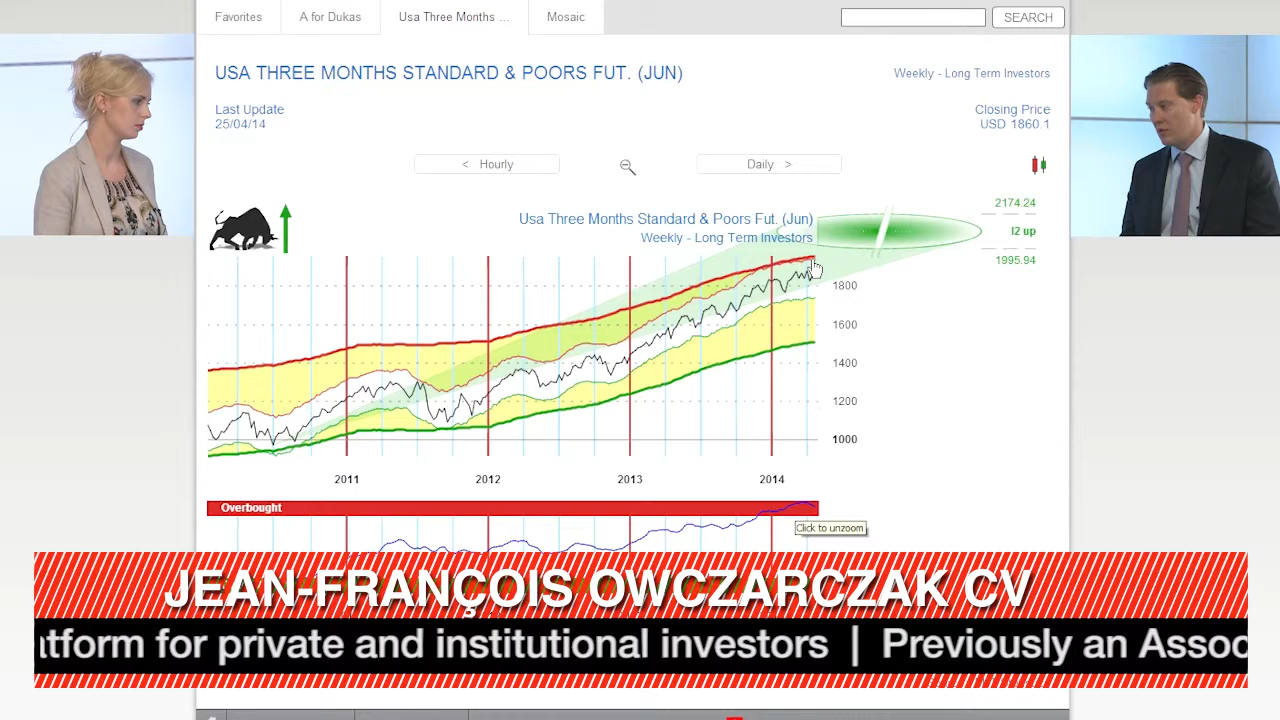 Favorites
A for Dukas
Usa Three Months ...
Mosaic
SEARCH
USA THREE MONTHS STANDARD & POORS FUT. (JUN)
Weekly - Long Term Investors
Last Update
25/04/14
Closing Price
USD 1860.1
< Hourly
Daily >
2174.24
Usa Three Months Standard & Poors Fut. (Jun)
I2 up
Weekly - Long Term Investors
1995.94
1800
1600
1400
1200
1000
2011
2012
2013
2014
Overbought
Click to unzoom
JEAN-FRANÇOIS OWCZARCZAK CV
tform for private and institutional investors | Previously an Assoc